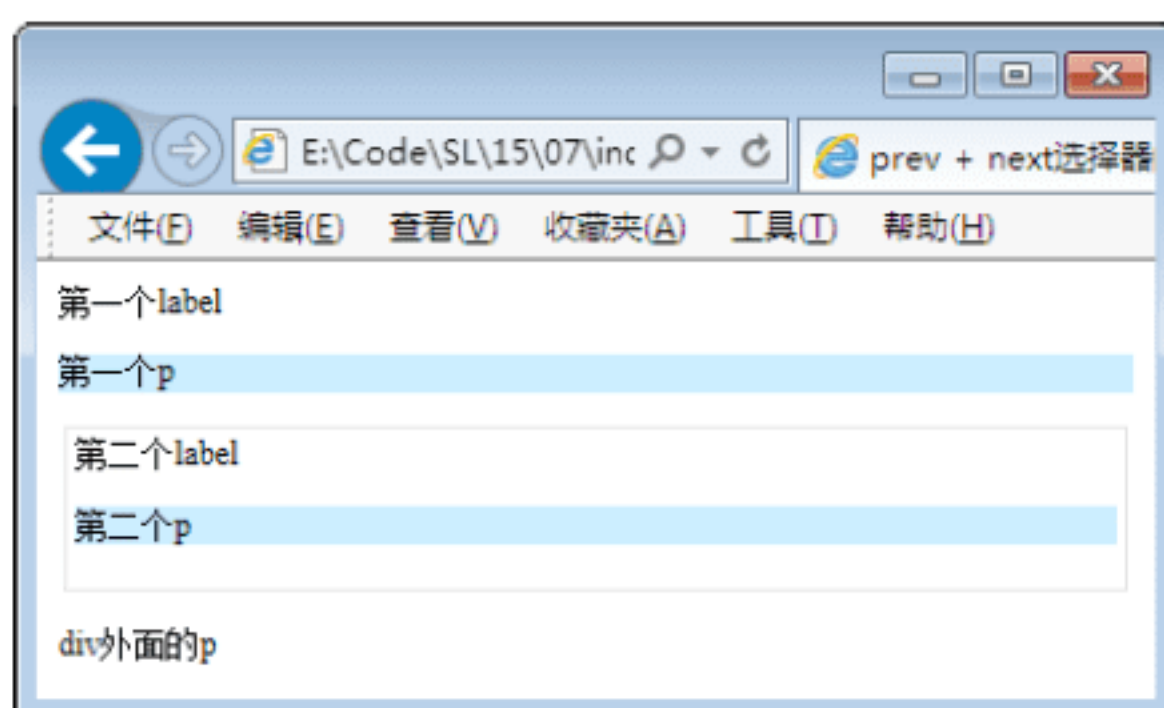 E:\Code\SL\15\07\inc
prev + next选择器
文件(F) 编辑(E) 查看(V) 收藏夹(A) 工具(T) 帮助(H)
第一个label
第一个p
第二个label
第二个p
div外面的p